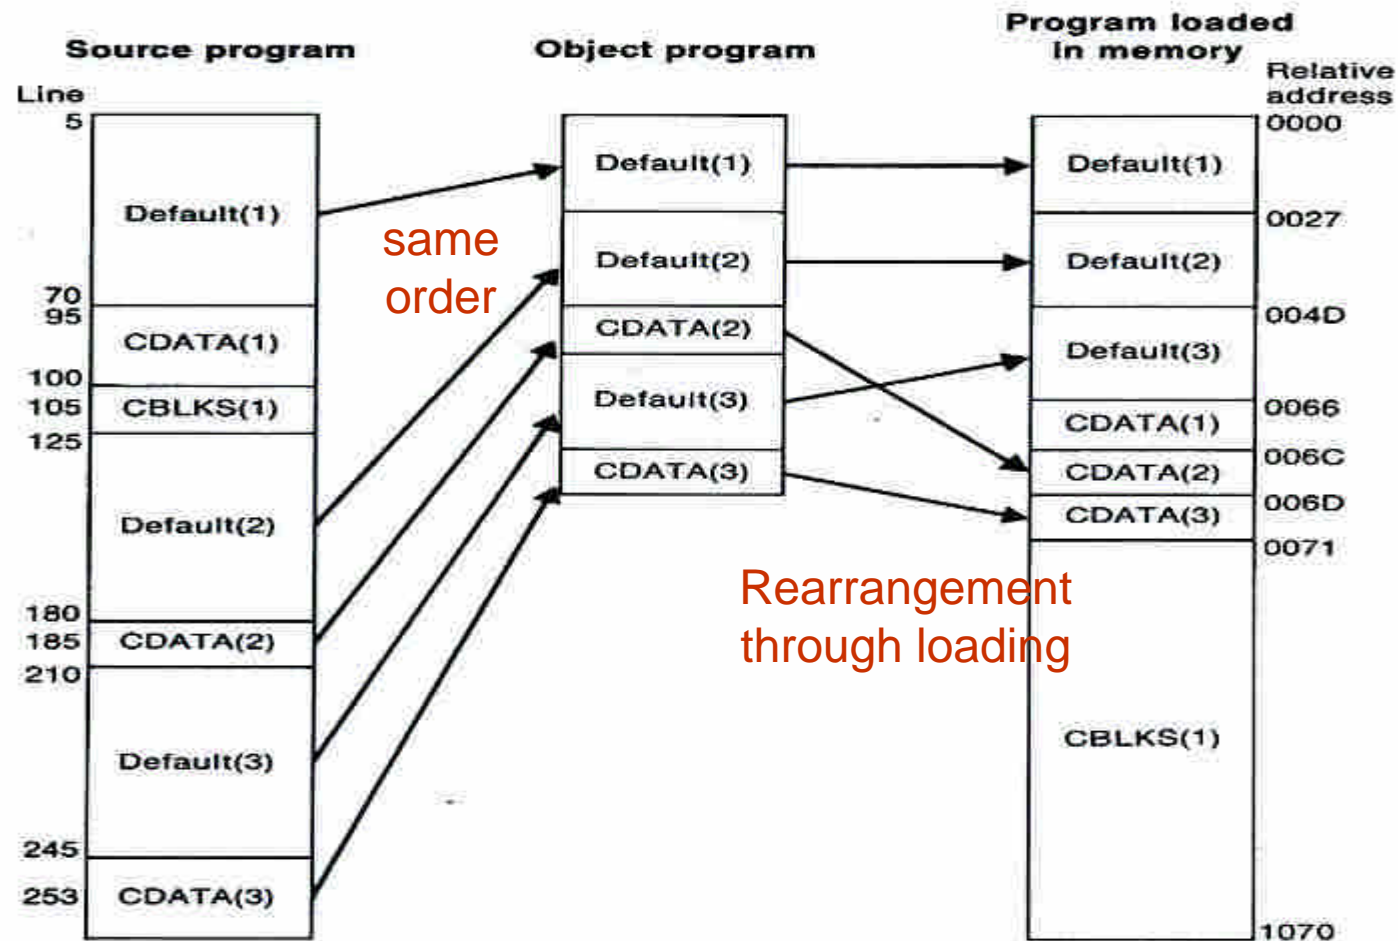 Source program
Line
5
Default(1)
70
95
CDATA(1)
100
105
CBLKS(1)
125
Default(2)
180
185
CDATA(2)
210
Default(3)
245
253
CDATA(3)
same
order
Object program
Default(1)
Default(2)
CDATA(2)
Default(3)
CDATA(3)
Rearrangement
through loading
Program loaded
in memory
Relative
address
0000
Default(1)
0027
Default(2)
004D
Default(3)
0066
CDATA(1)
006C
CDATA(2)
006D
CDATA(3)
0071
CBLKS(1)
1070